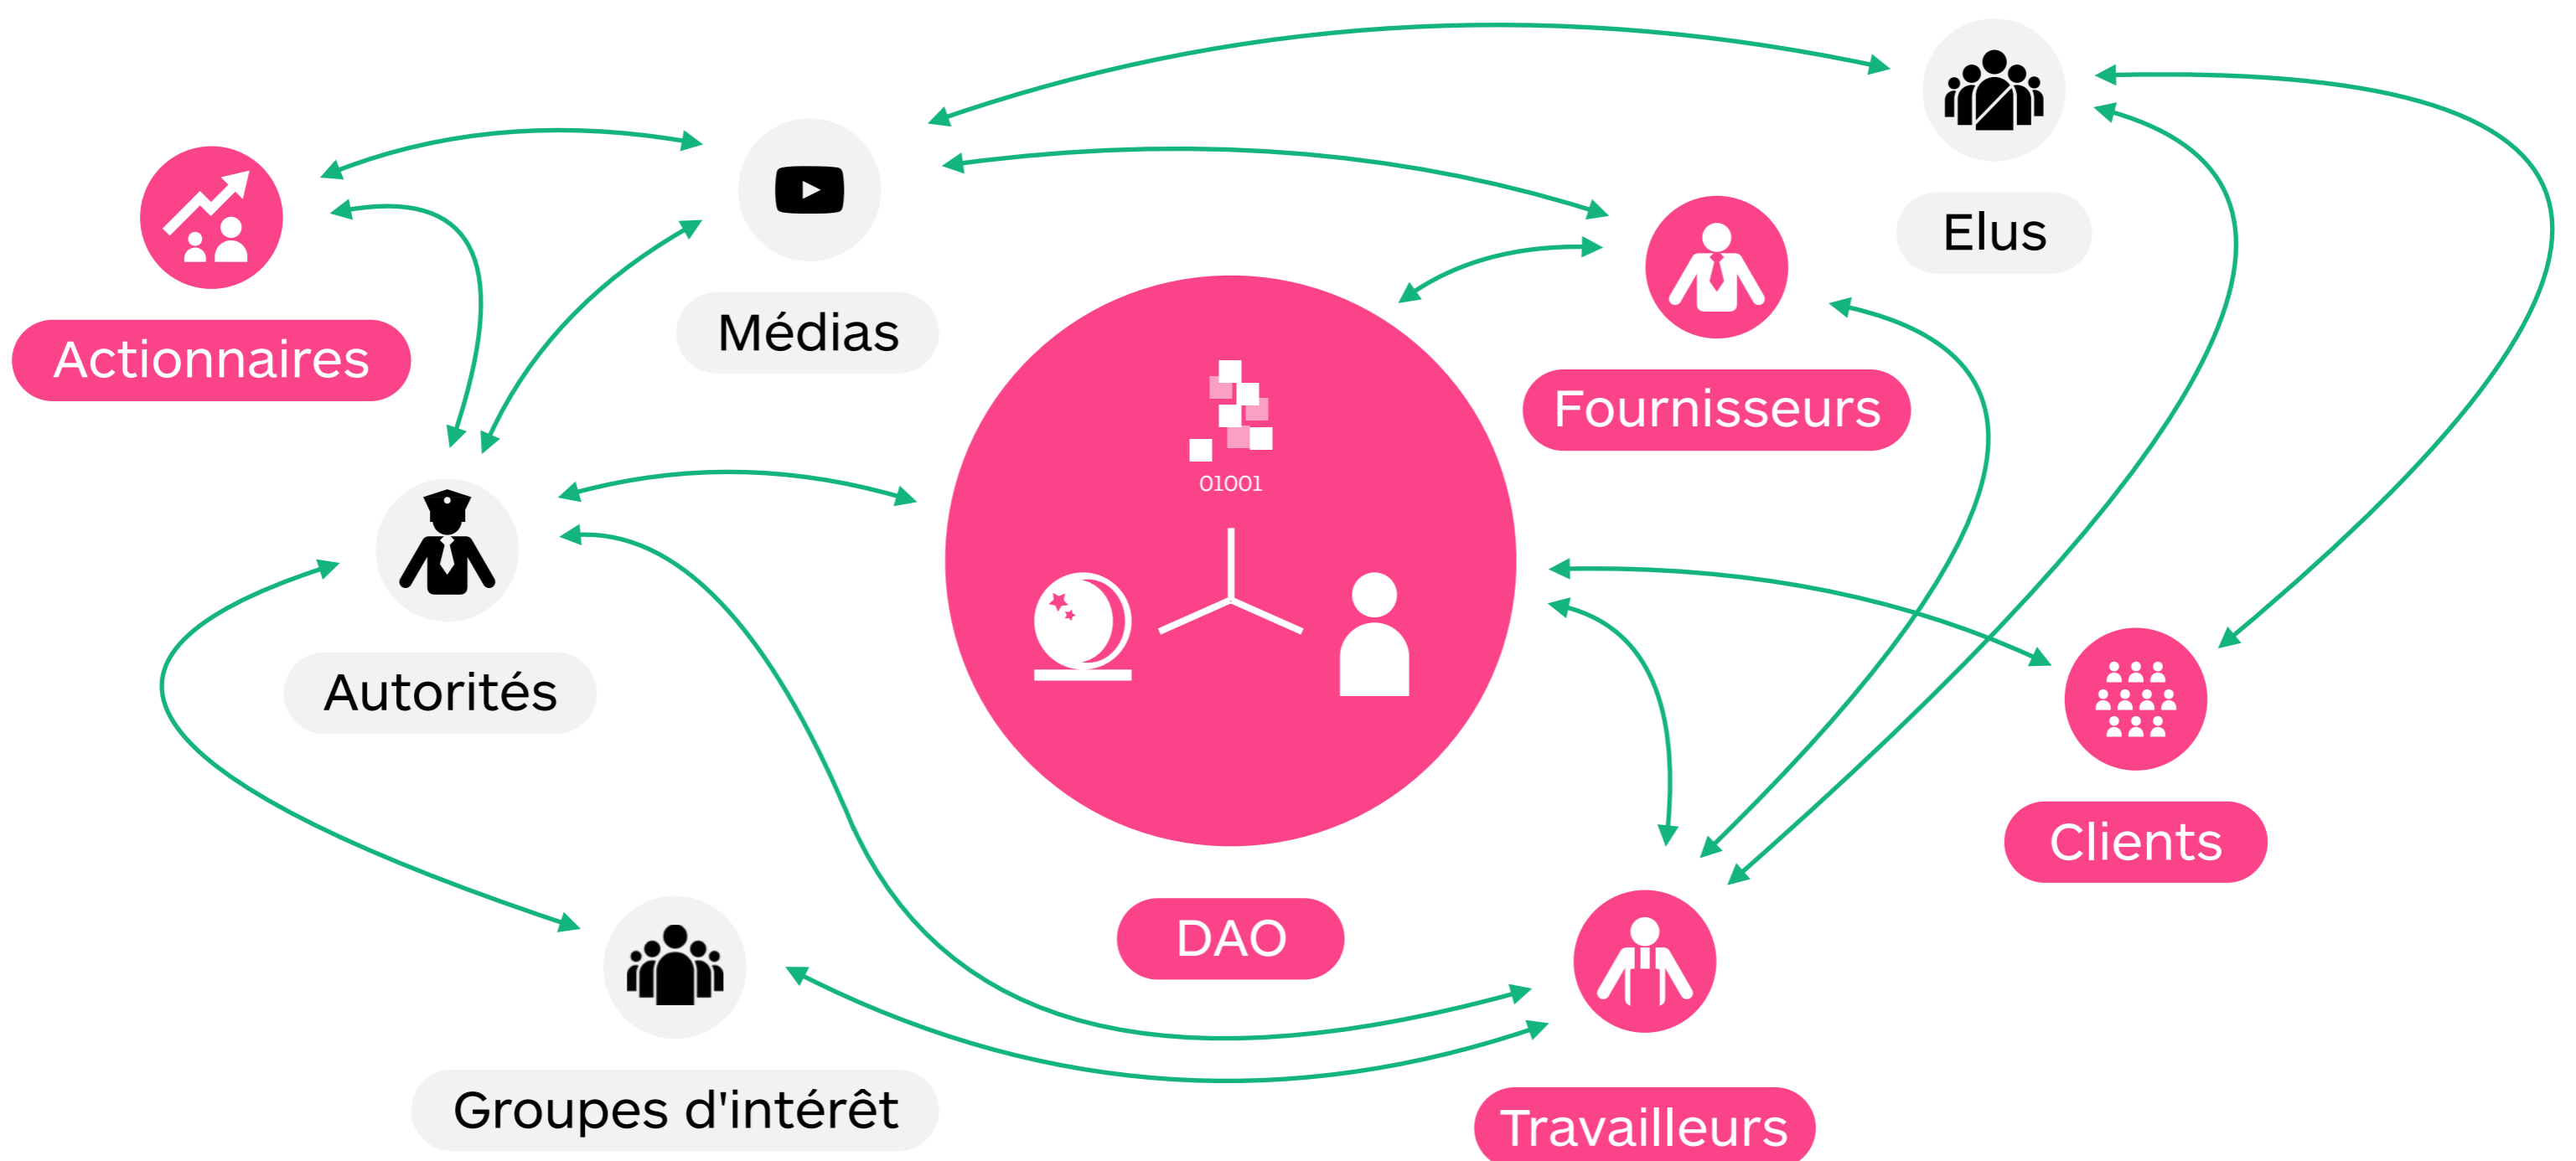 Elus
Médias
Actionnaires
Fournisseurs
01001
Autorités
Clients
DAO
Groupes d'intérêt
Travailleurs